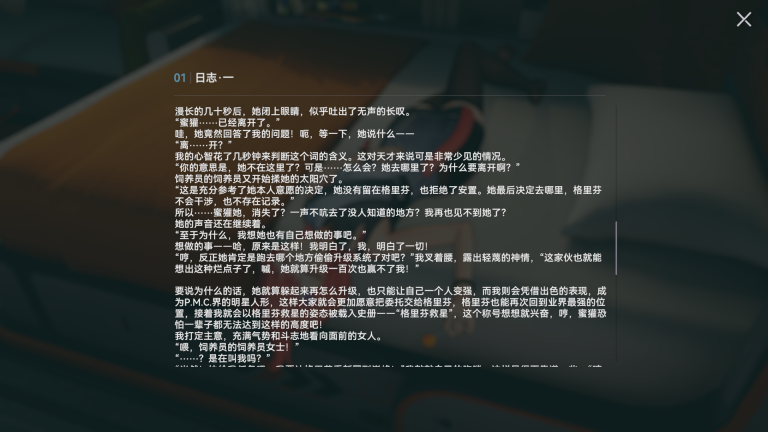 01 日志·一
漫长的几十秒后，她闭上眼睛，似乎吐出了无声的长叹。
“蜜獾……已经离开了。”
哇，她竟然回答了我的问题！呃，等一下，她说什么——
“离……开？”
我的心智花了几秒钟来判断这个词的含义。这对天才来说可是非常少见的情况。
“你的意思是，她不在这里了？可是……怎么会？她去哪里了？为什么要离开啊？”
饲养员的饲养员又开始揉她的太阳穴了。
“这是充分参考了她本人意愿的决定，她没有留在格里芬，也拒绝了安置。她最后决定去哪里，格里芬
不会干涉，也不存在记录。”
所以……蜜獾她，消失了？一声不吭去了没人知道的地方？我再也见不到她了？
她的声音还在继续着。
“至于为什么，我想她也有自己想做的事吧。”
想做的事——哈，原来是这样！我明白了，我，明白了一切！
“哼，反正她肯定是跑去哪个地方偷偷升级系统了对吧？”我叉着腰，露出轻蔑的神情，“这家伙也就能
想出这种烂点子了，嘁，她就算升级一百次也赢不了我！”
要说为什么的话，她就算躲起来再怎么升级，也只能让自己一个人变强，而我则会凭借出色的表现，成
为P.M.C.界的明星人形，这样大家就会更加愿意把委托交给格里芬，格里芬也能再次回到业界最强的位
置，接着我就会以格里芬救星的姿态被载入史册——“格里芬救星”，这个称号想想就兴奋，哼，蜜獾恐
怕一辈子都无法达到这样的高度吧！
我打定主意，充满气势和斗志地看向面前的女人。
“喂，饲养员的饲养员女士！”
“……？是在叫我吗？”